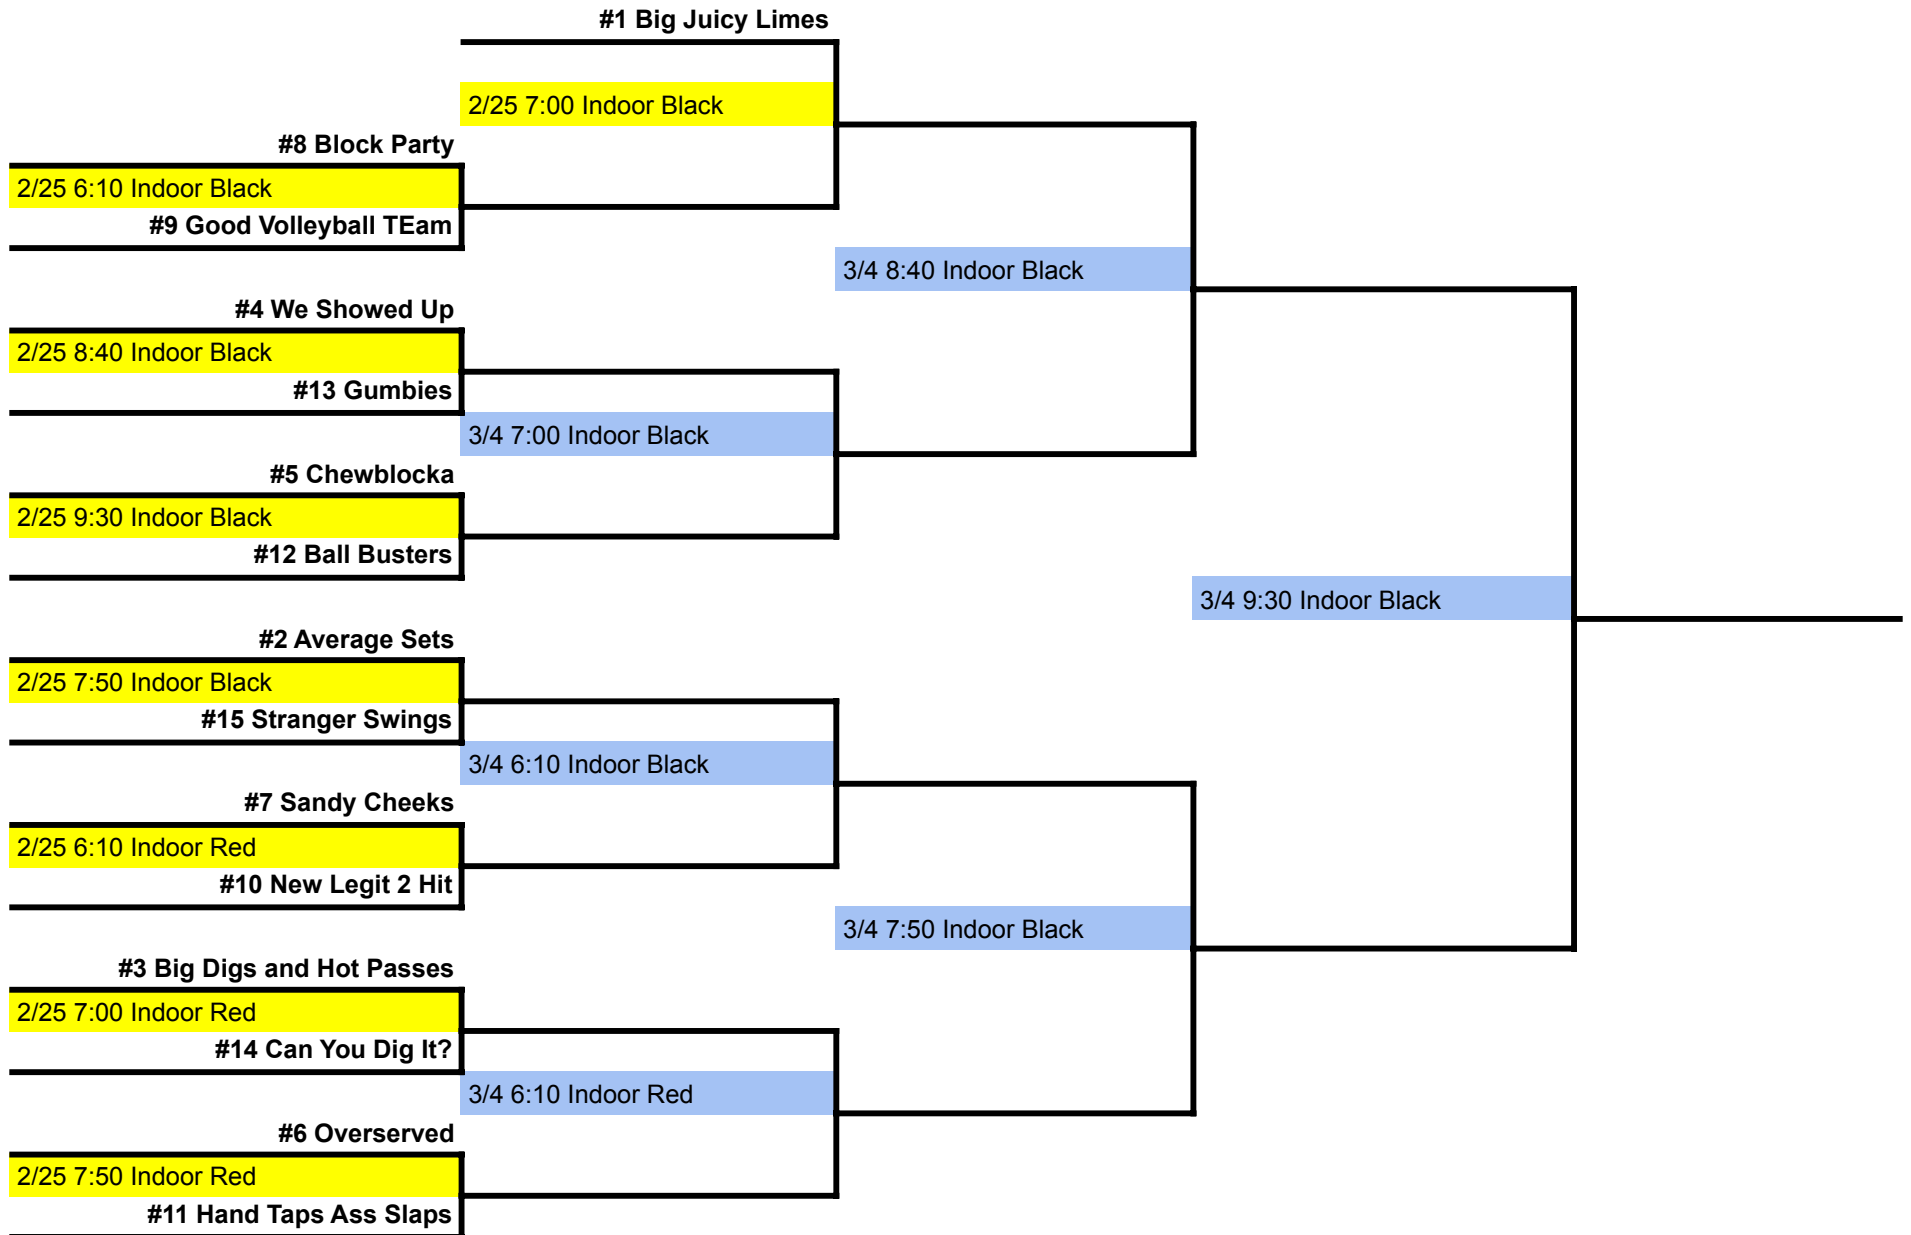 #1 Big Juicy Limes
2/25 7:00 Indoor Black
#8 Block Party
2/25 6:10 Indoor Black
#9 Good Volleyball TEam
3/4 8:40 Indoor Black
#4 We Showed Up
2/25 8:40 Indoor Black
#13 Gumbies
3/4 7:00 Indoor Black
#5 Chewblocka
2/25 9:30 Indoor Black
#12 Ball Busters
3/4 9:30 Indoor Black
#2 Average Sets
2/25 7:50 Indoor Black
#15 Stranger Swings
3/4 6:10 Indoor Black
#7 Sandy Cheeks
2/25 6:10 Indoor Red
#10 New Legit 2 Hit
3/4 7:50 Indoor Black
#3 Big Digs and Hot Passes
2/25 7:00 Indoor Red
#14 Can You Dig It?
3/4 6:10 Indoor Red
#6 Overserved
2/25 7:50 Indoor Red
#11 Hand Taps Ass Slaps